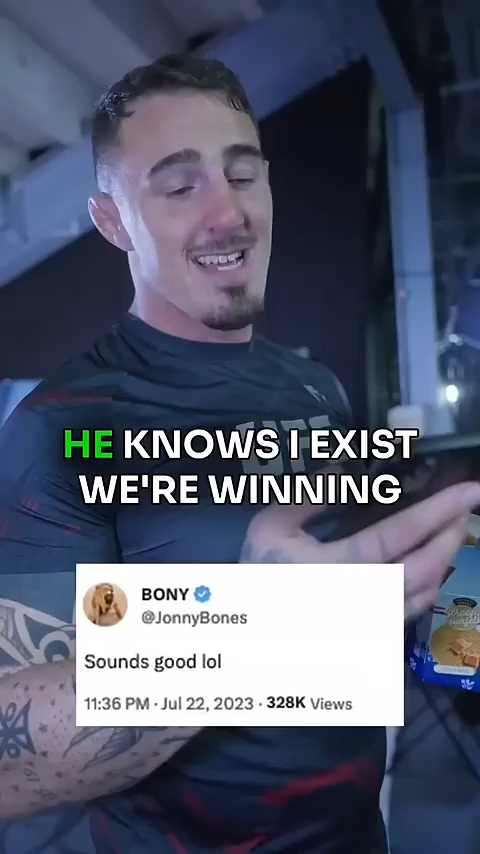 UFC
HE KNOWS I EXIST
WE'RE WINNING
BONY
@JonnyBones
Sounds good lol
11:36 PM · Jul 22, 2023 · 328K Views